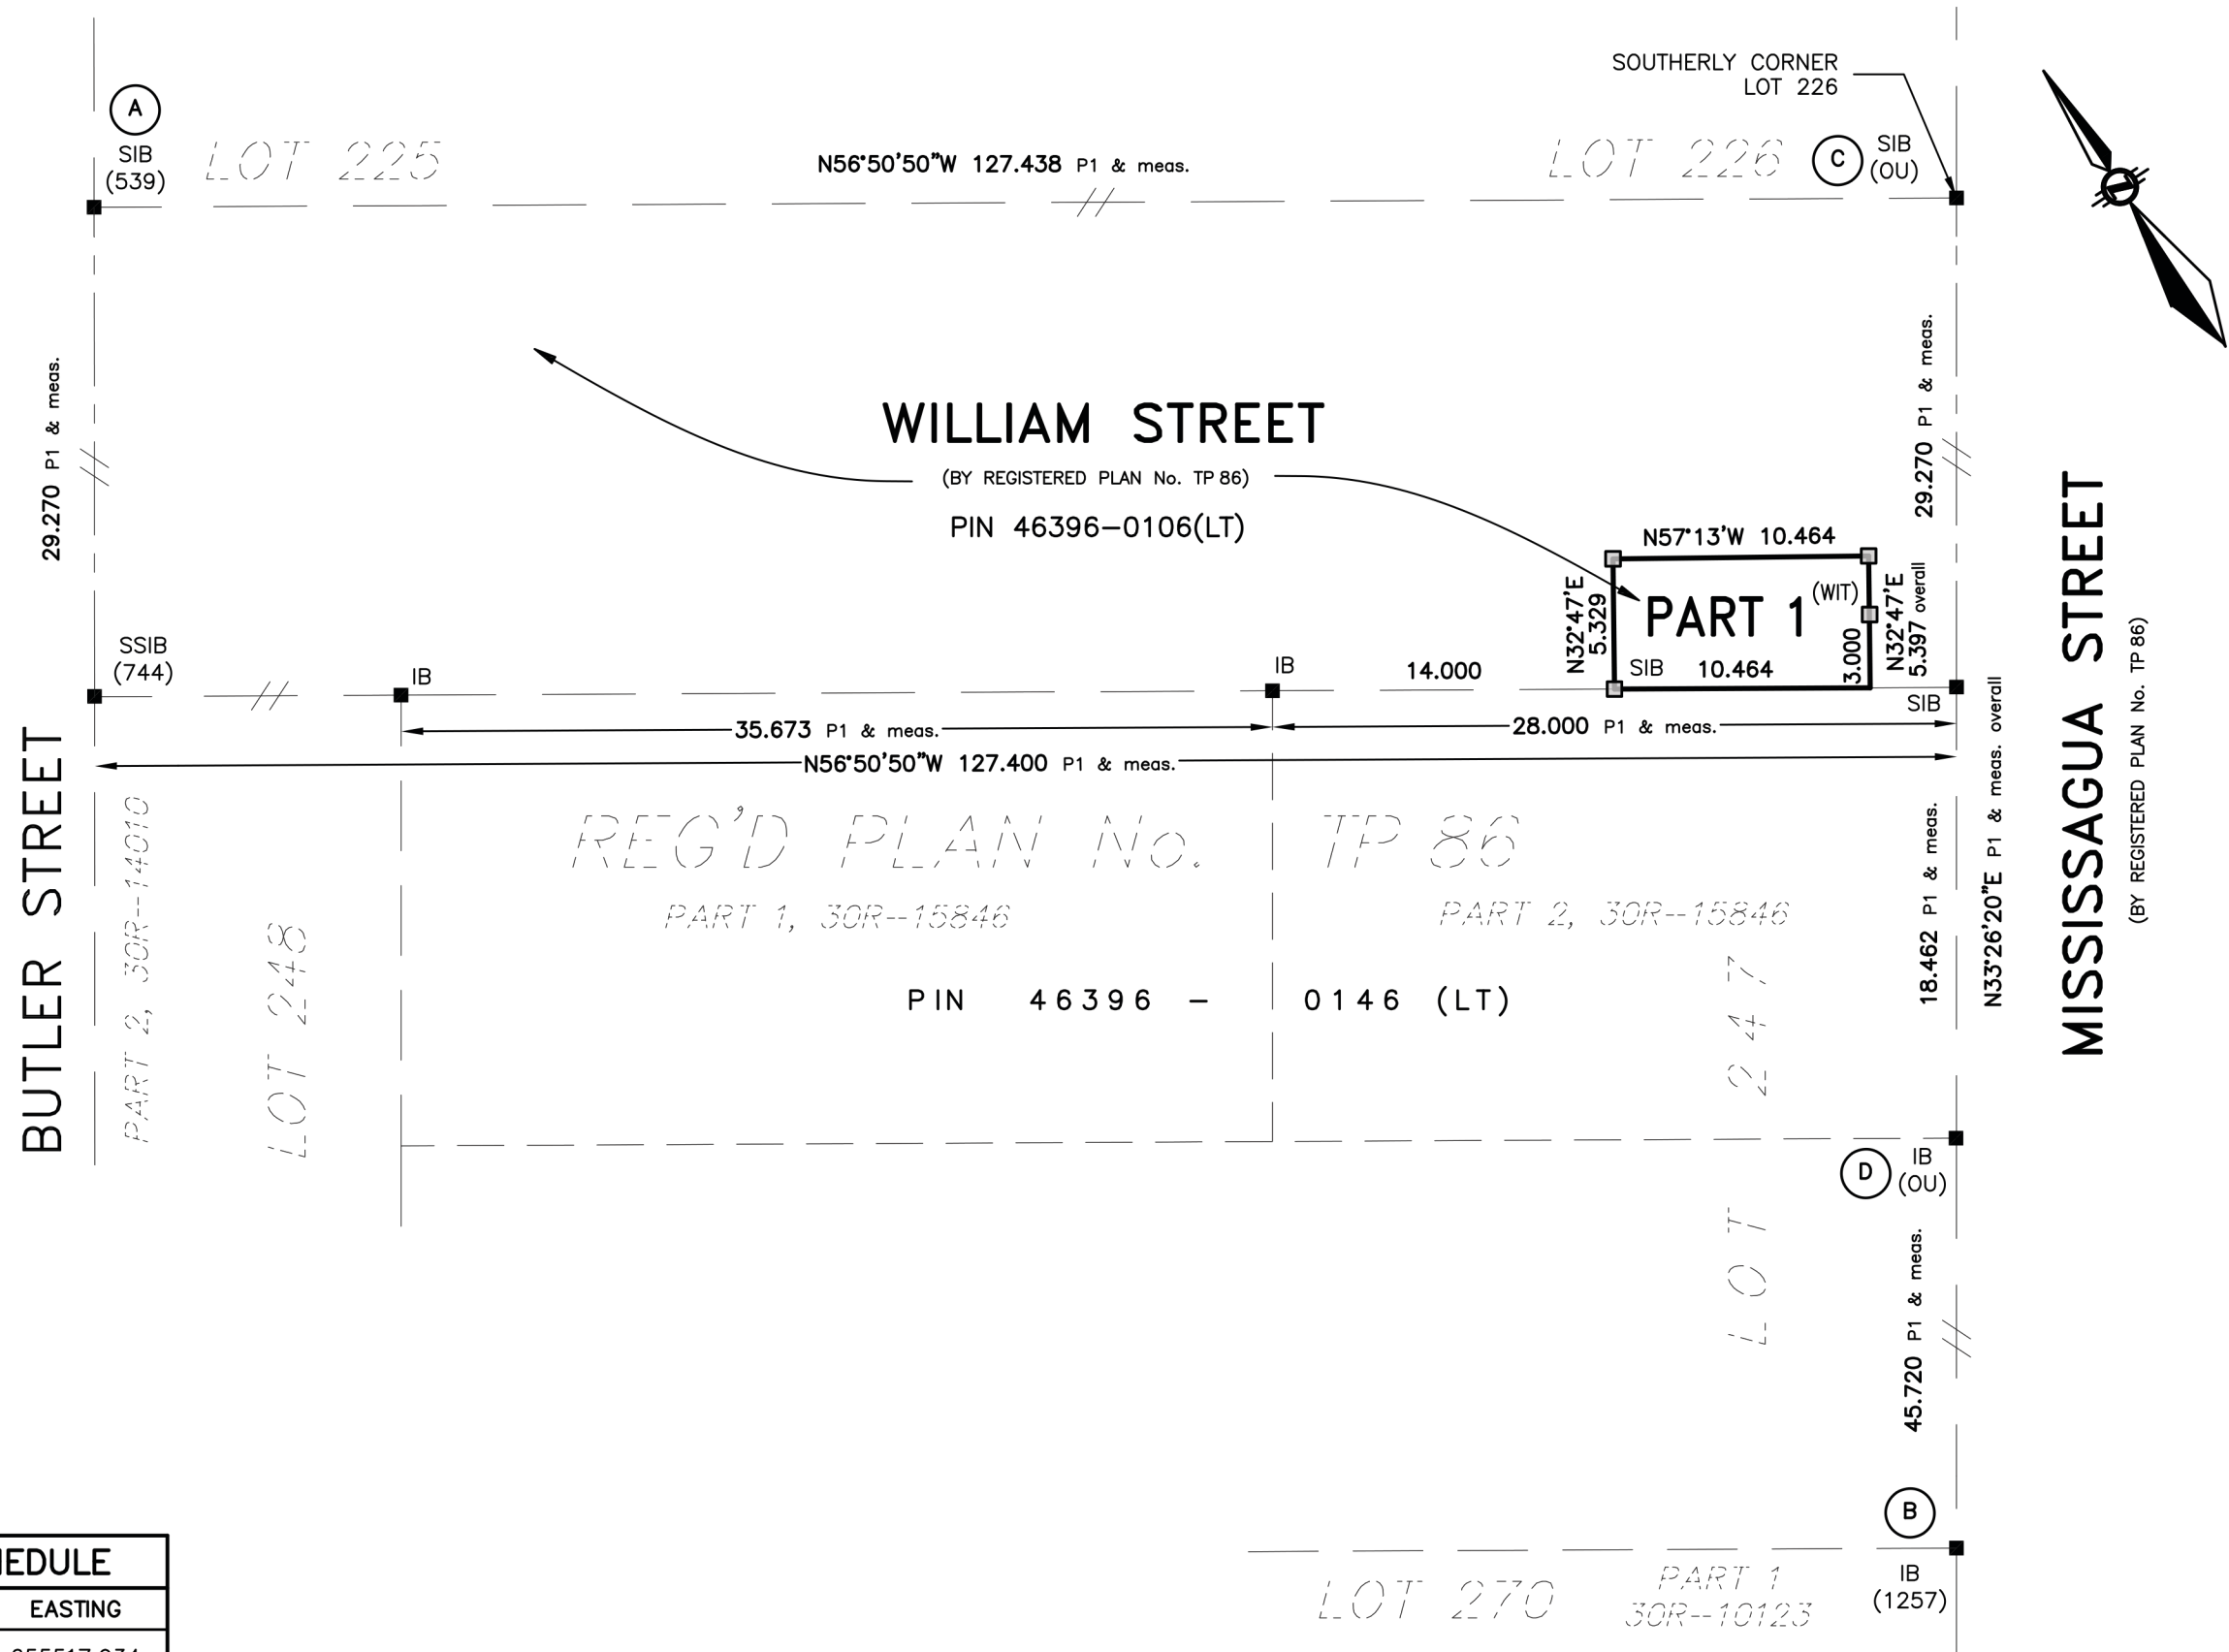 SOUTHERLY CORNER
LOT 226
A
SIB
(539)
LOT 225
N56°50'50"W 127.438 P1 & meas.
LOT 226
C
SIB
(OU)
29.270 P1 & meas.
29.270 P1 & meas.
WILLIAM STREET
(BY REGISTERED PLAN No. TP 86)
PIN 46396-0106(LT)
N57°13'W 10.464
N32°47'E
5.329
PART 1
(WIT)
N32°47'E
5.397 overall
3.000
SIB 10.464
SSIB
(744)
IB
IB
14.000
SIB
35.673 P1 & meas.
28.000 P1 & meas.
N56°50'50"W 127.400 P1 & meas.
BUTLER STREET
PART 2, 30R--14010
LOT 248
REG'D PLAN No. TP 86
PART 1, 30R--15846
PART 2, 30R--15846
PIN 46396 - 0146 (LT)
LOT 247
18.462 P1 & meas.
N33°26'20"E P1 & meas. overall
MISSISSAGUA STREET
(BY REGISTERED PLAN No. TP 86)
D
IB
(OU)
45.720 P1 & meas.
B
IB
(1257)
LOT 270
PART 1
30R--10123
EDULE
EASTING